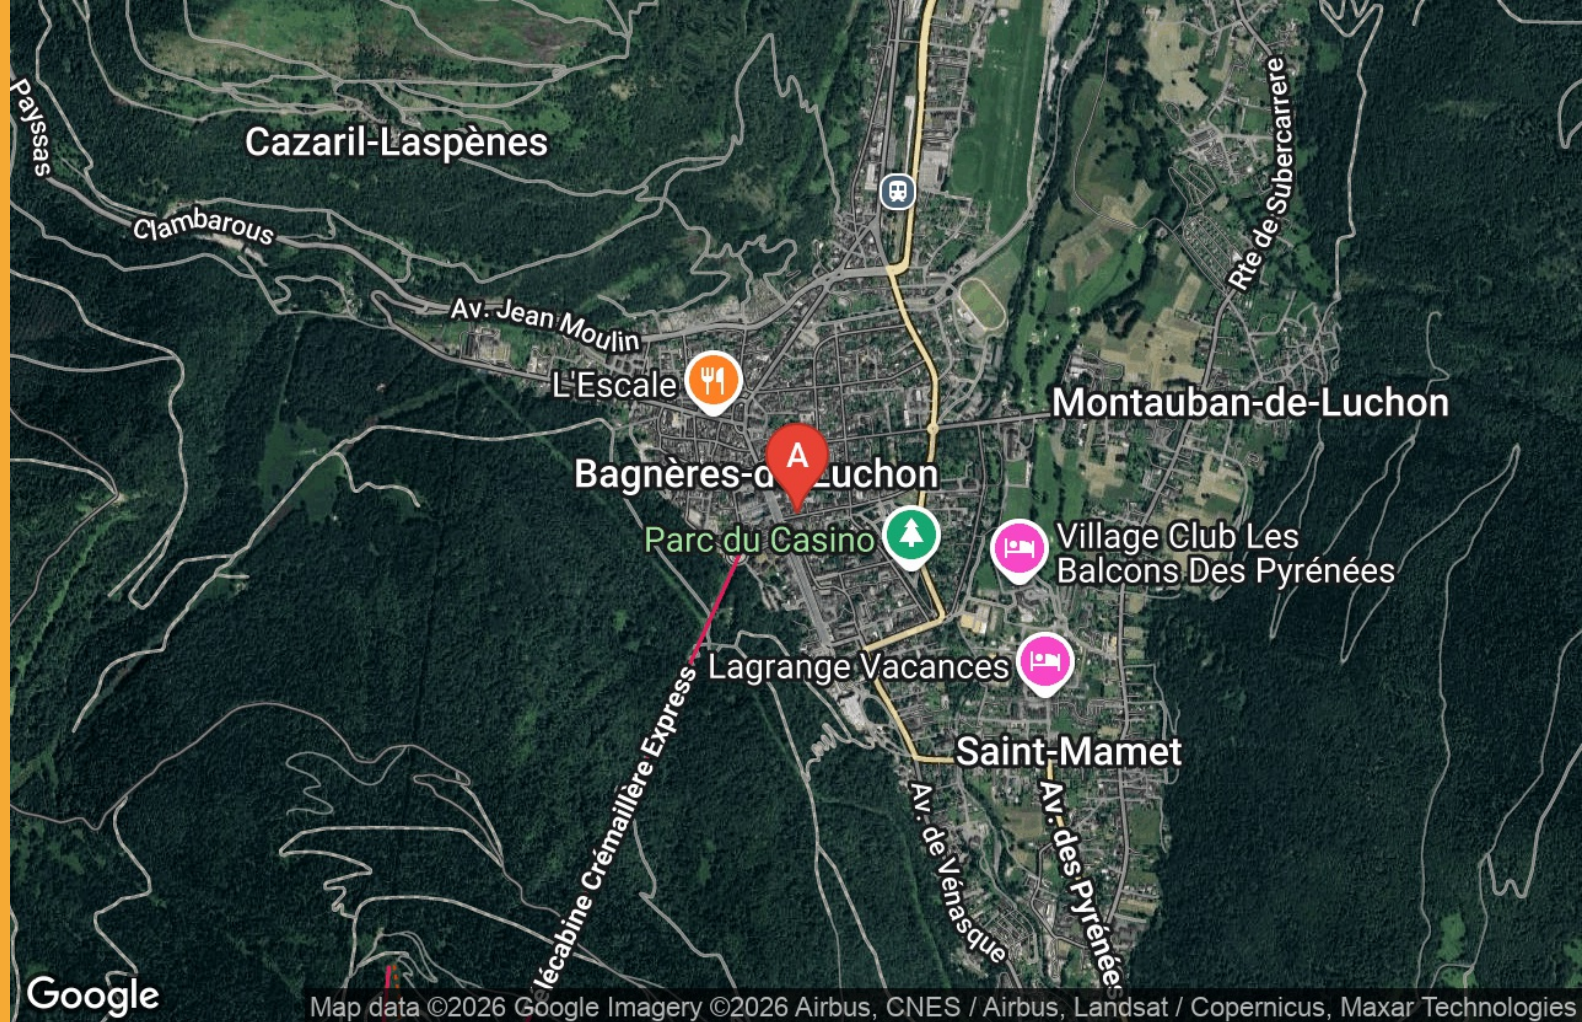 Payssas
Cazaril-Laspènes
Clambarous
Rte de Subercarrere
Av. Jean Moulin
L'Escale
Montauban-de-Luchon
A
Bagnères-d Luchon
Parc du Casino
Village Club Les
Balcons Des Pyrénées
Lagrange Vacances
Saint-Mamet
lécabine Crémaillère Express
Av. de Vénasque
Av. des Pyrénées
Google
Map data ©2026 Google Imagery ©2026 Airbus, CNES / Airbus, Landsat / Copernicus, Maxar Technologies